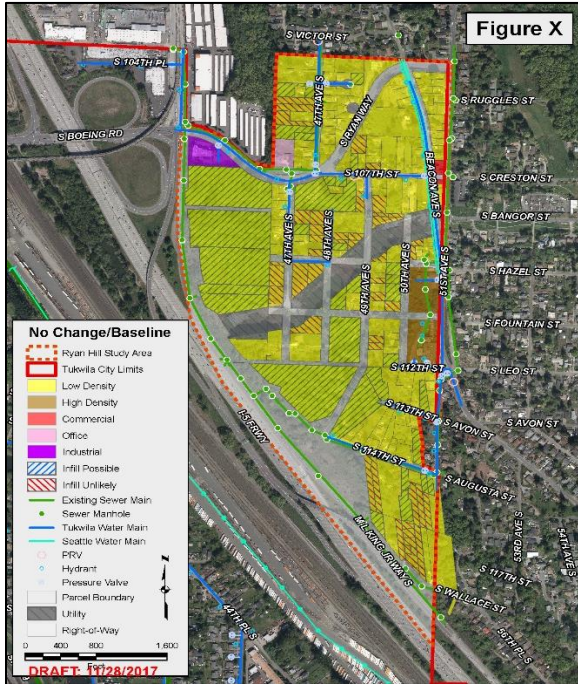 Figure X
S VICTOR ST
S 104TH PL
S RUGGLES ST
47TH AVE S
S RYAN WAY
S BOEING RD
BEACON AVE S
S 107TH ST
S CRESTON ST
S BANGOR ST
47TH AVE S
48TH AVE S
49TH AVE S
50TH AVE S
51ST AVE S
S HAZEL ST
S FOUNTAIN ST
S 112TH ST
S LEO ST
I-5 FRWY
S 113TH ST
S AVON ST
S AVON ST
S 114TH ST
S AUGUSTA ST
53RD AVE S
54TH AVE S
M L KING JR WAY S
S 117TH ST
S WALLACE ST
44TH PL S
56TH PL S
No Change/Baseline
Ryan Hill Study Area
Tukwila City Limits
Low Density
High Density
Commercial
Office
Industrial
Infill Possible
Infill Unlikely
Existing Sewer Main
Sewer Manhole
Tukwila Water Main
Seattle Water Main
PRV
Hydrant
Pressure Valve
Parcel Boundary
Utility
Right-of-Way
0 400 800 1,600
Feet
DRAFT: 11/28/2017